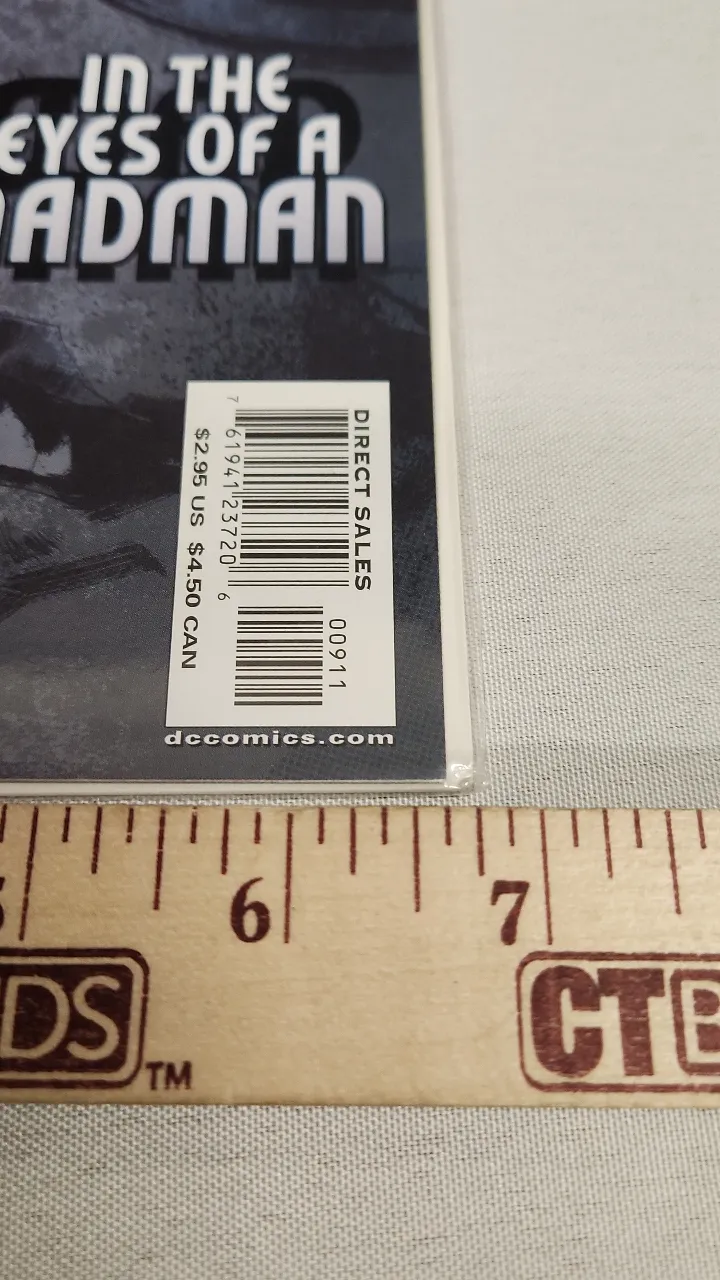 IN THE
EYES OF A
MADMAN
DIRECT SALES
7 61941 23720 6
00911
$2.95 US $4.50 CAN
dccomics.com
5 6 7
DS TM
CTB